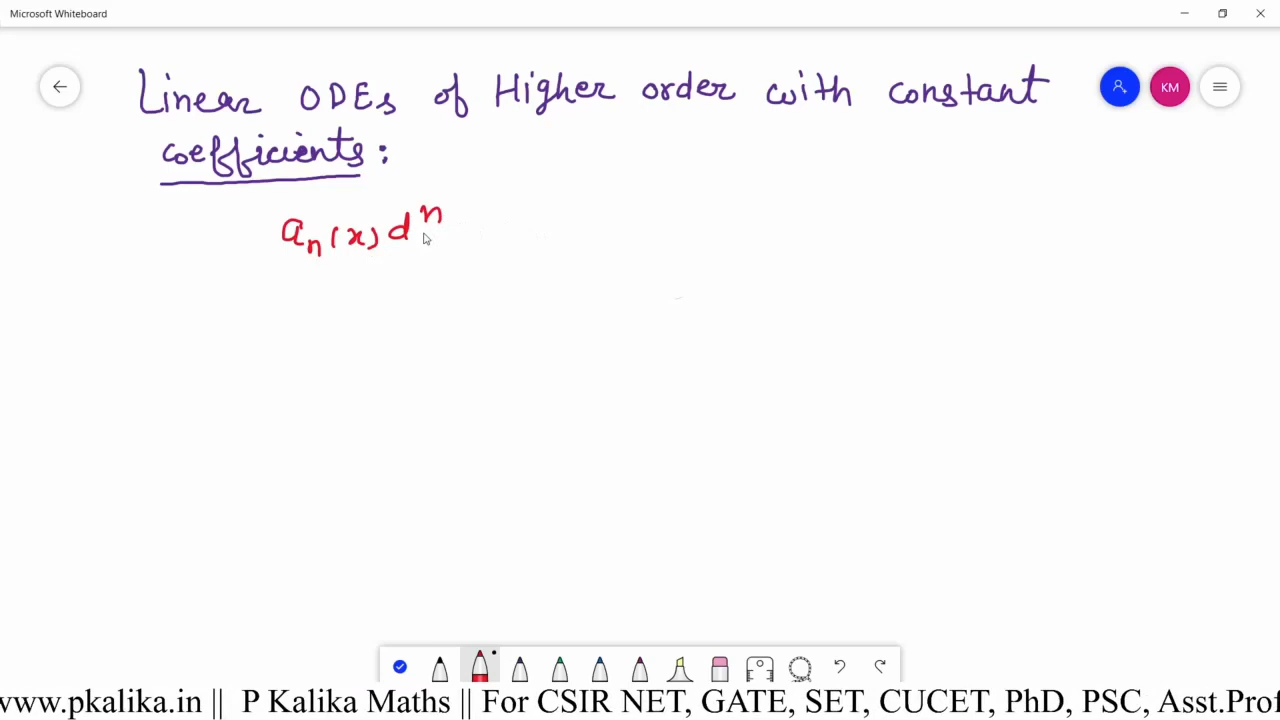 Microsoft Whiteboard
KM
Linear ODEs of Higher order with constant
coefficients:
aₙ(x) dⁿ
www.pkalika.in || P Kalika Maths || For CSIR NET, GATE, SET, CUCET, PhD, PSC, Asst.Prof